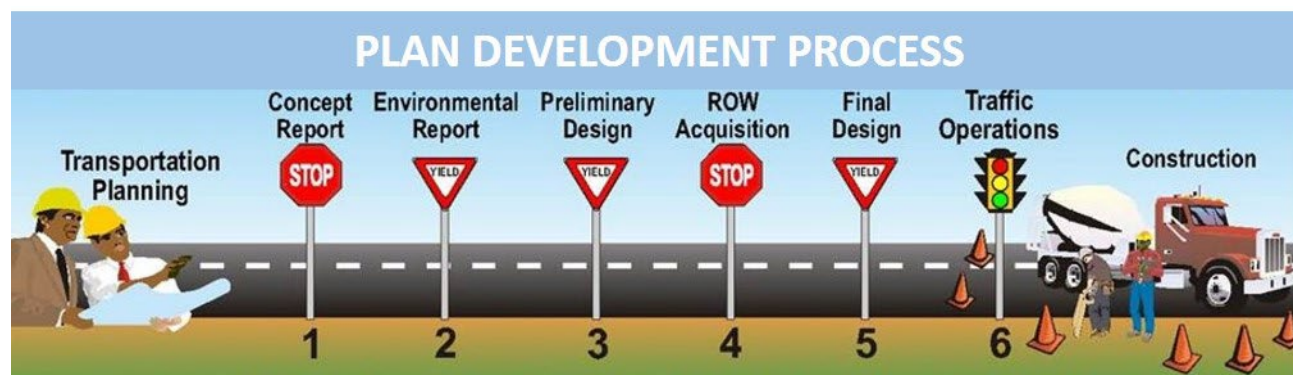 PLAN DEVELOPMENT PROCESS
Transportation
Planning
Concept
Report
STOP
1
Environmental
Report
YIELD
2
Preliminary
Design
YIELD
3
ROW
Acquisition
STOP
4
Final
Design
YIELD
5
Traffic
Operations
6
Construction